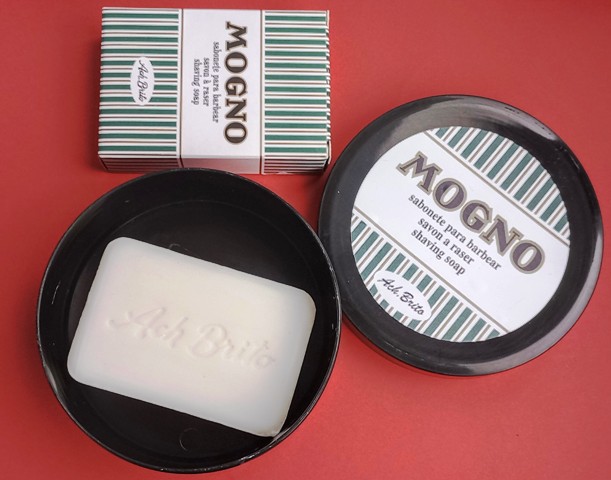 MOGNO
sabonete para barbear
savon à raser
shaving soap
Ach. Brito
MOGNO
sabonete para barbear
savon a raser
shaving soap
Ach. Brito
Ach Brito